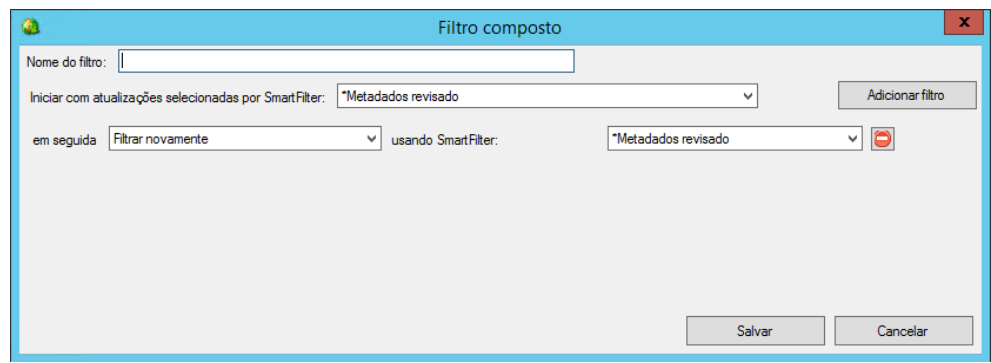 Filtro composto
Nome do filtro:
Iniciar com atualizações selecionadas por SmartFilter: *Metadados revisado Adicionar filtro
em seguida Filtrar novamente usando SmartFilter: *Metadados revisado
Salvar Cancelar